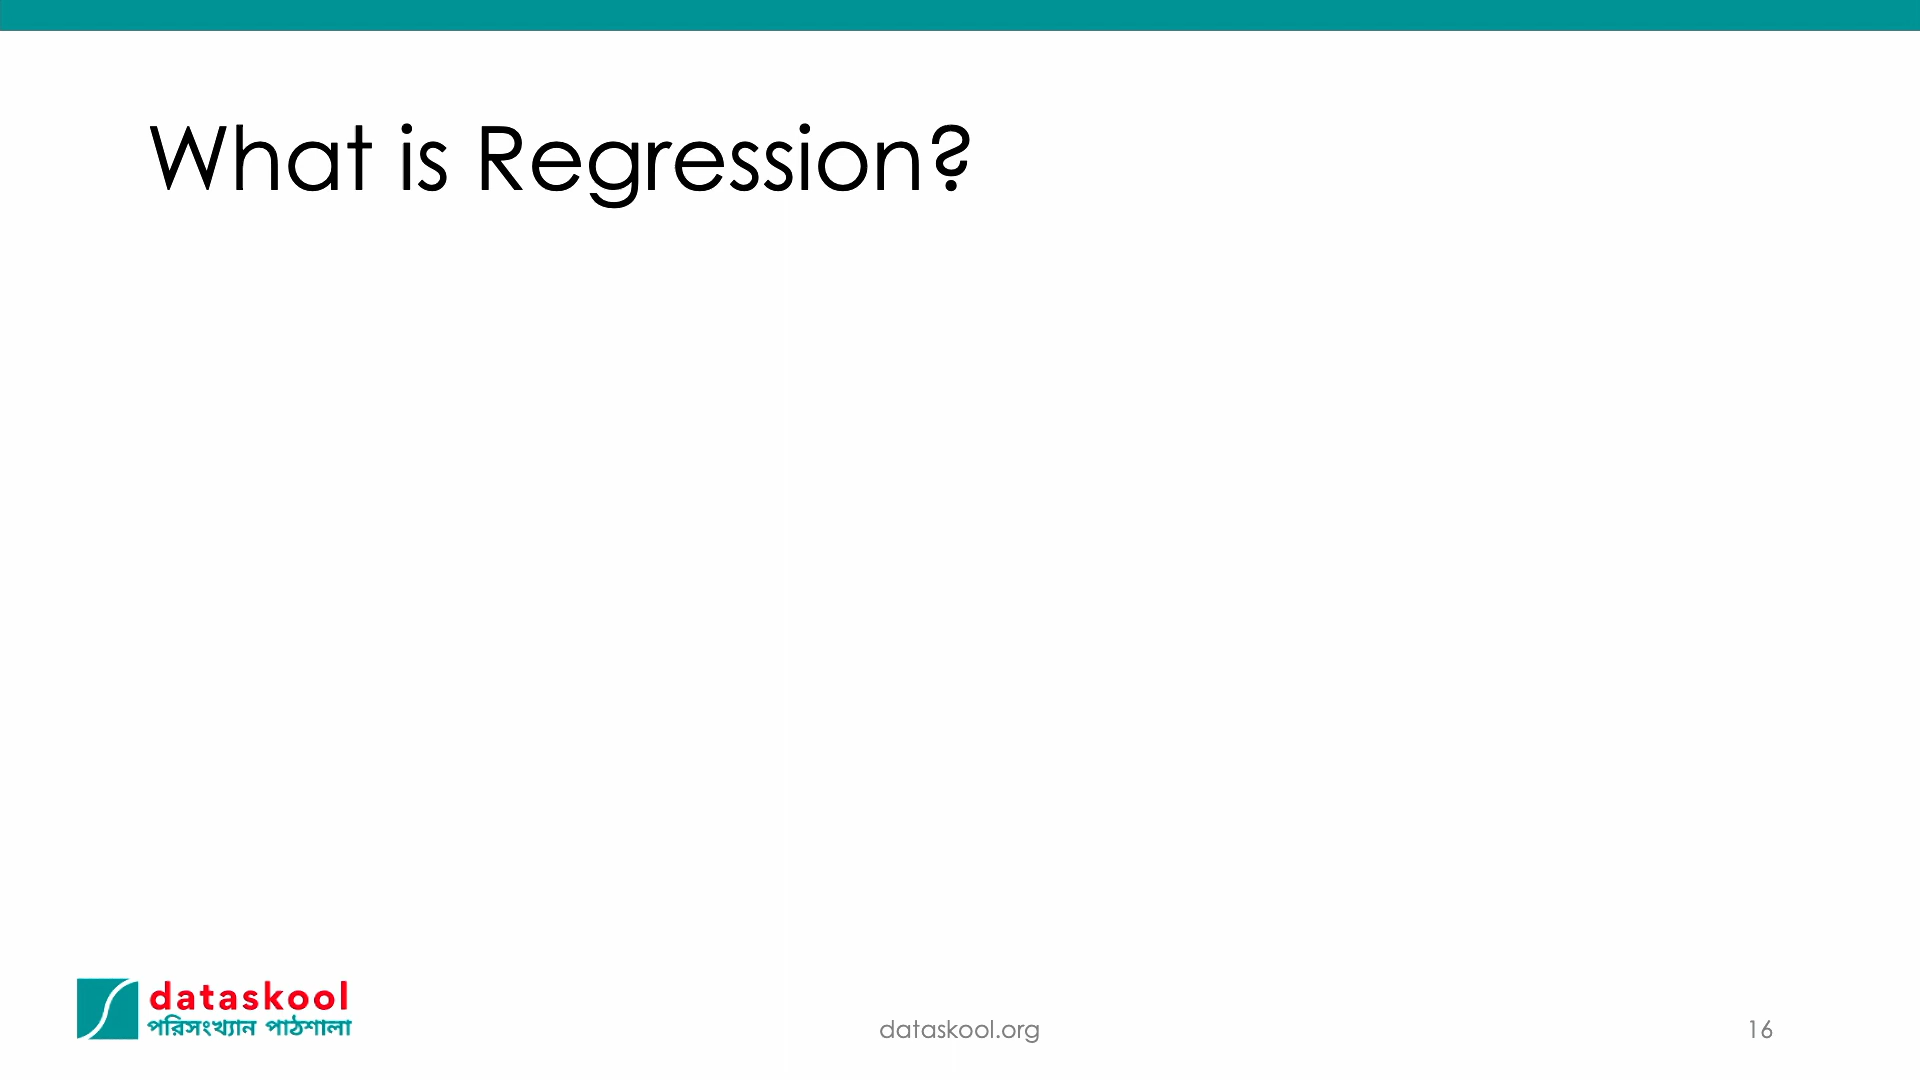 What is Regression?
dataskool
পরিসংখ্যান পাঠশালা
dataskool.org
16